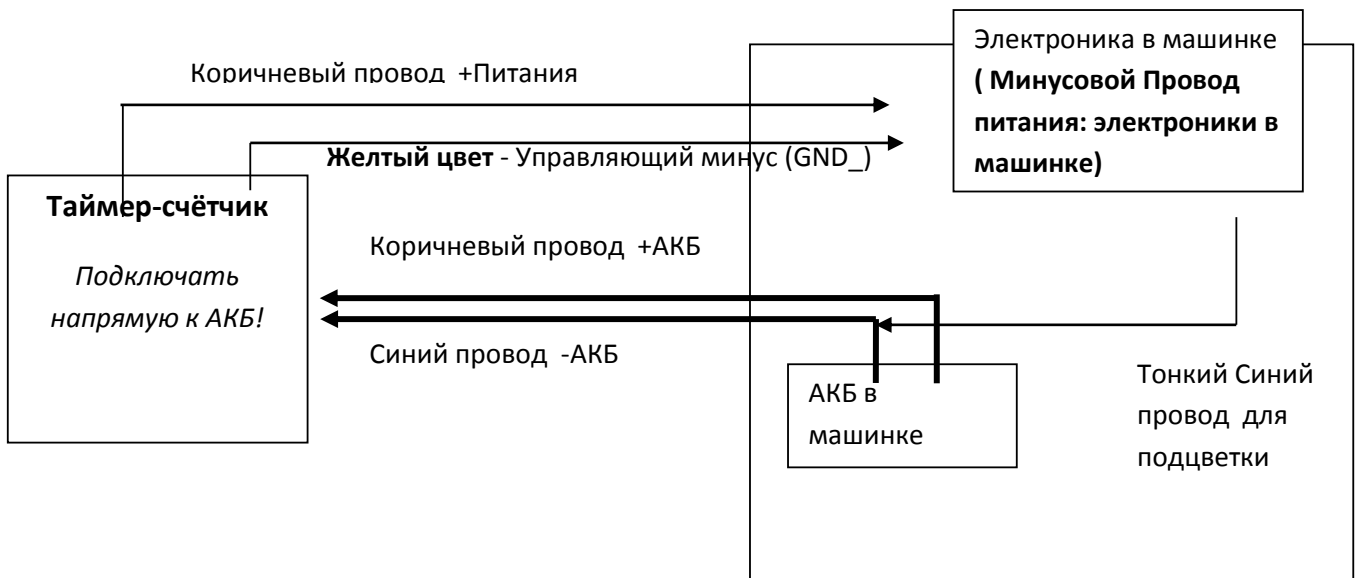 Электроника в машинке
( Минусовой Провод
питания: электроники в
машинке)
Коричневый провод +Питания
Желтый цвет - Управляющий минус (GND_)
Таймер-счётчик
Подключать
напрямую к АКБ!
Коричневый провод +АКБ
Синий провод -АКБ
АКБ в
машинке
Тонкий Синий
провод для
подцветки